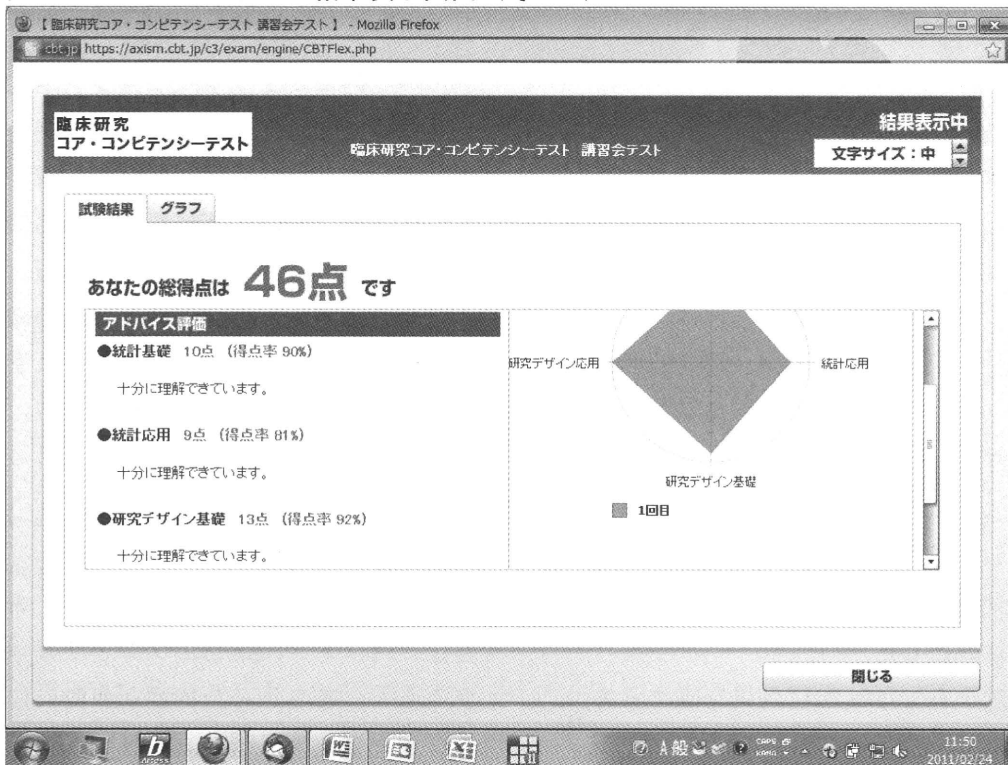 【 臨床研究コア・コンピテンシーテスト 講習会テスト 】 - Mozilla Firefox
cbt.jp https://axism.cbt.jp/c3/exam/engine/CBTFlex.php
臨床研究
コア・コンピテンシーテスト
臨床研究コア・コンピテンシーテスト 講習会テスト
結果表示中
文字サイズ：中
試験結果 グラフ
あなたの総得点は 46点 です
アドバイス評価
●統計基礎 10点 (得点率 90%)
十分に理解できています。
●統計応用 9点 (得点率 81%)
十分に理解できています。
●研究デザイン基礎 13点 (得点率 92%)
十分に理解できています。
研究デザイン応用
統計応用
研究デザイン基礎
1回目
閉じる
A 般
CAPS
KANA
11:50
2011/02/24